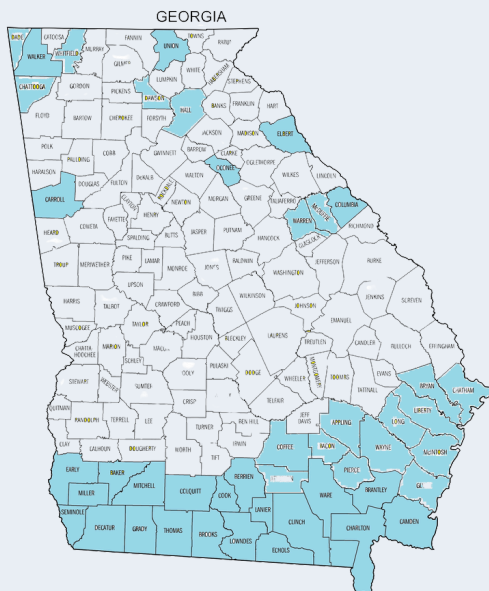 GEORGIA
DADE
CATOOSA
WALKER
WHITFIELD
MURRAY
FANNIN
UNION
TOWNS
RABUN
GILMER
LUMPKIN
WHITE
HABERSHAM
STEPHENS
CHATTOOGA
GORDON
PICKENS
DAWSON
HALL
BANKS
FRANKLIN
HART
FLOYD
BARTOW
CHEROKEE
FORSYTH
JACKSON
MADISON
ELBERT
POLK
PAULDING
COBB
GWINNETT
BARROW
CLARKE
OCONEE
OGLETHORPE
WILKES
LINCOLN
HARALSON
DOUGLAS
FULTON
DeKALB
ROCKDALE
WALTON
MORGAN
GREENE
TALIAFERRO
COLUMBIA
CARROLL
CLAYTON
HENRY
NEWTON
WARREN
McDUFFIE
RICHMOND
HEARD
COWETA
FAYETTE
SPALDING
BUTTS
JASPER
PUTNAM
HANCOCK
GLASCOCK
TROUP
MERIWETHER
PIKE
LAMAR
MONROE
JONES
BALDWIN
WASHINGTON
JEFFERSON
BURKE
UPSON
HARRIS
TALBOT
CRAWFORD
BIBB
TWIGGS
WILKINSON
JOHNSON
JENKINS
SCREVEN
EMANUEL
MUSCOGEE
TAYLOR
PEACH
HOUSTON
BLECKLEY
LAURENS
TREUTLEN
CANDLER
BULLOCH
EFFINGHAM
CHATTA-
HOOCHEE
MARION
SCHLEY
MACON
PULASKI
DODGE
WHEELER
MONTGOMERY
TOOMBS
EVANS
TATTNALL
BRYAN
CHATHAM
STEWART
WEBSTER
SUMTER
DOOLY
CRISP
TELFAIR
LIBERTY
QUITMAN
RANDOLPH
TERRELL
LEE
TURNER
BEN HILL
JEFF
DAVIS
APPLING
LONG
WAYNE
McINTOSH
CLAY
CALHOUN
DOUGHERTY
WORTH
TIFT
IRWIN
COFFEE
BACON
PIERCE
EARLY
BAKER
MITCHELL
COLQUITT
COOK
BERRIEN
WARE
BRANTLEY
MILLER
LANIER
CLINCH
CHARLTON
CAMDEN
SEMINOLE
DECATUR
GRADY
THOMAS
BROOKS
LOWNDES
ECHOLS